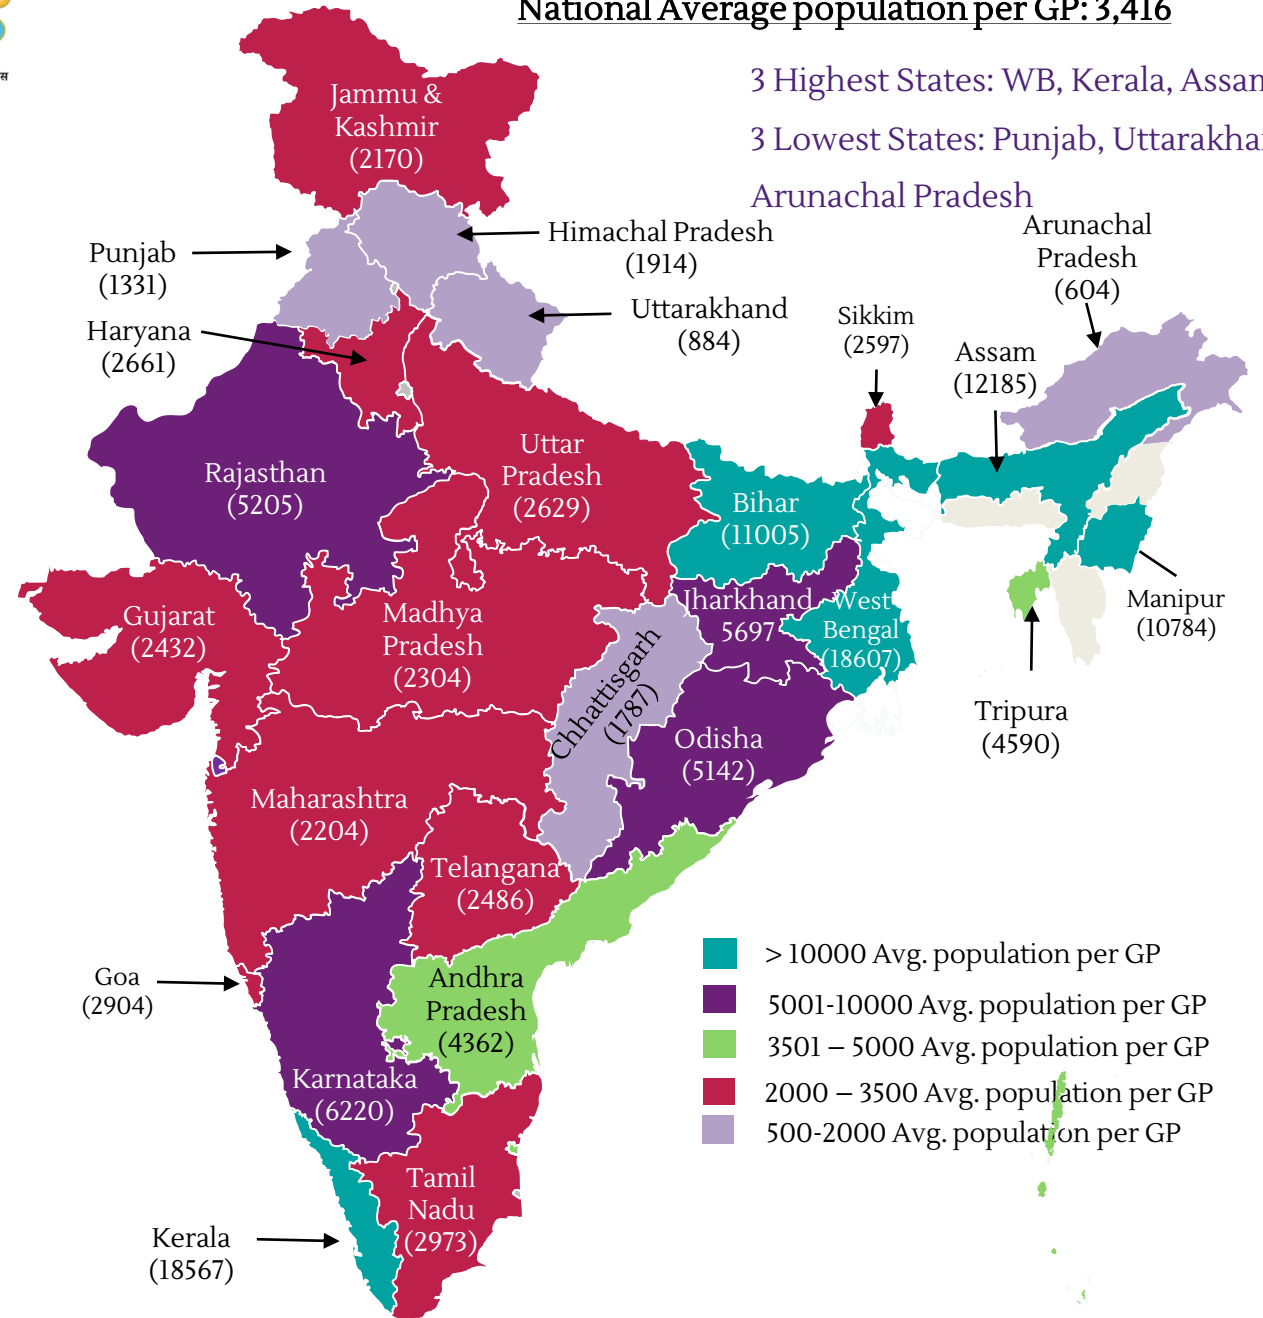 National Average population per GP: 3,416
स
3 Highest States: WB, Kerala, Assam
3 Lowest States: Punjab,
Arunachal Pradesh
Jammu &
Kashmir
(2170)
Punjab
(1331)
Himachal Pradesh
(1914)
Haryana
(2661)
Uttarakhand
(884)
Sikkim
(2597)
Assam
(12185)
Arunachal
Pradesh
(604)
Rajasthan
(5205)
Uttar
Pradesh
(2629)
Bihar
(11005)
Gujarat
(2432)
Madhya
Pradesh
(2304)
Chhattisgarh
(1787)
Jharkhand
5697
West
Bengal
(18607)
Manipur
(10784)
Tripura
(4590)
Odisha
(5142)
Maharashtra
(2204)
Telangana
(2486)
Goa
(2904)
Andhra
Pradesh
(4362)
Karnataka
(6220)
Tamil
Nadu
(2973)
Kerala
(18567)
> 10000 Avg. population per GP
5001-10000 Avg. population per GP
3501 – 5000 Avg. population per GP
2000 – 3500 Avg. population per GP
500-2000 Avg. population per GP